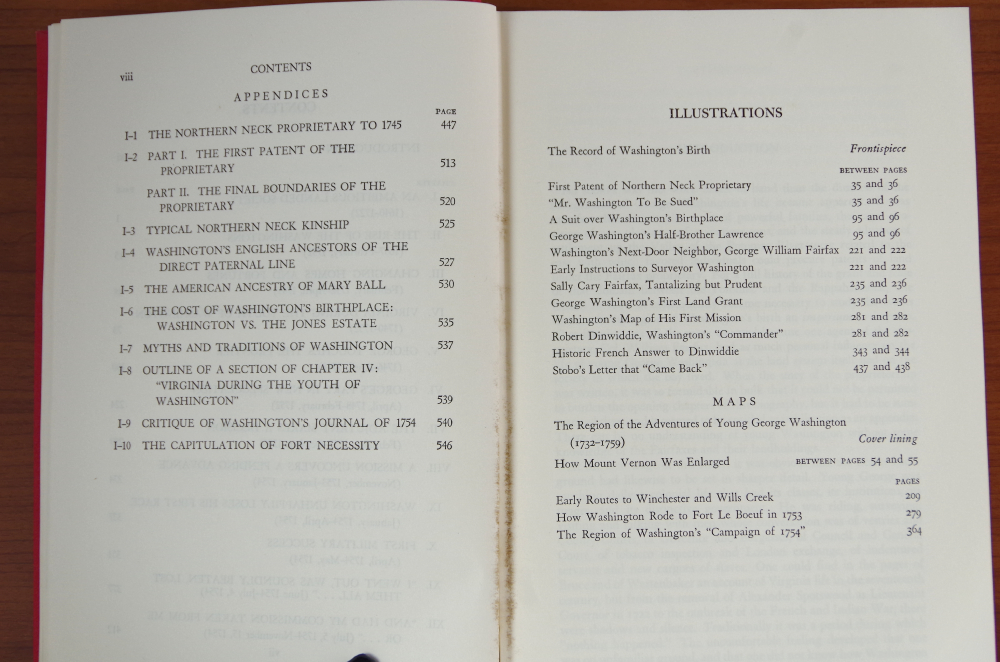 viii
CONTENTS
APPENDICES
PAGE
I–1 THE NORTHERN NECK PROPRIETARY TO 1745 447
I–2 PART I. THE FIRST PATENT OF THE
PROPRIETARY 513
PART II. THE FINAL BOUNDARIES OF THE
PROPRIETARY 520
I–3 TYPICAL NORTHERN NECK KINSHIP 525
I–4 WASHINGTON'S ENGLISH ANCESTORS OF THE
DIRECT PATERNAL LINE 527
I–5 THE AMERICAN ANCESTRY OF MARY BALL 530
I–6 THE COST OF WASHINGTON'S BIRTHPLACE:
WASHINGTON VS. THE JONES ESTATE 535
I–7 MYTHS AND TRADITIONS OF WASHINGTON 537
I–8 OUTLINE OF A SECTION OF CHAPTER IV:
"VIRGINIA DURING THE YOUTH OF
WASHINGTON" 539
I–9 CRITIQUE OF WASHINGTON'S JOURNAL OF 1754 540
I–10 THE CAPITULATION OF FORT NECESSITY 546
ILLUSTRATIONS
The Record of Washington's Birth Frontispiece
BETWEEN PAGES
First Patent of Northern Neck Proprietary 35 and 36
"Mr. Washington To Be Sued" 35 and 36
A Suit over Washington's Birthplace 95 and 96
George Washington's Half-Brother Lawrence 95 and 96
Washington's Next-Door Neighbor, George William Fairfax 221 and 222
Early Instructions to Surveyor Washington 221 and 222
Sally Cary Fairfax, Tantalizing but Prudent 235 and 236
George Washington's First Land Grant 235 and 236
Washington's Map of His First Mission 281 and 282
Robert Dinwiddie, Washington's "Commander" 281 and 282
Historic French Answer to Dinwiddie 343 and 344
Stobo's Letter that "Came Back" 437 and 438
MAPS
The Region of the Adventures of Young George Washington
(1732–1759) Cover lining
How Mount Vernon Was Enlarged BETWEEN PAGES 54 and 55
PAGES
Early Routes to Winchester and Wills Creek 209
How Washington Rode to Fort Le Boeuf in 1753 279
The Region of Washington's "Campaign of 1754" 364